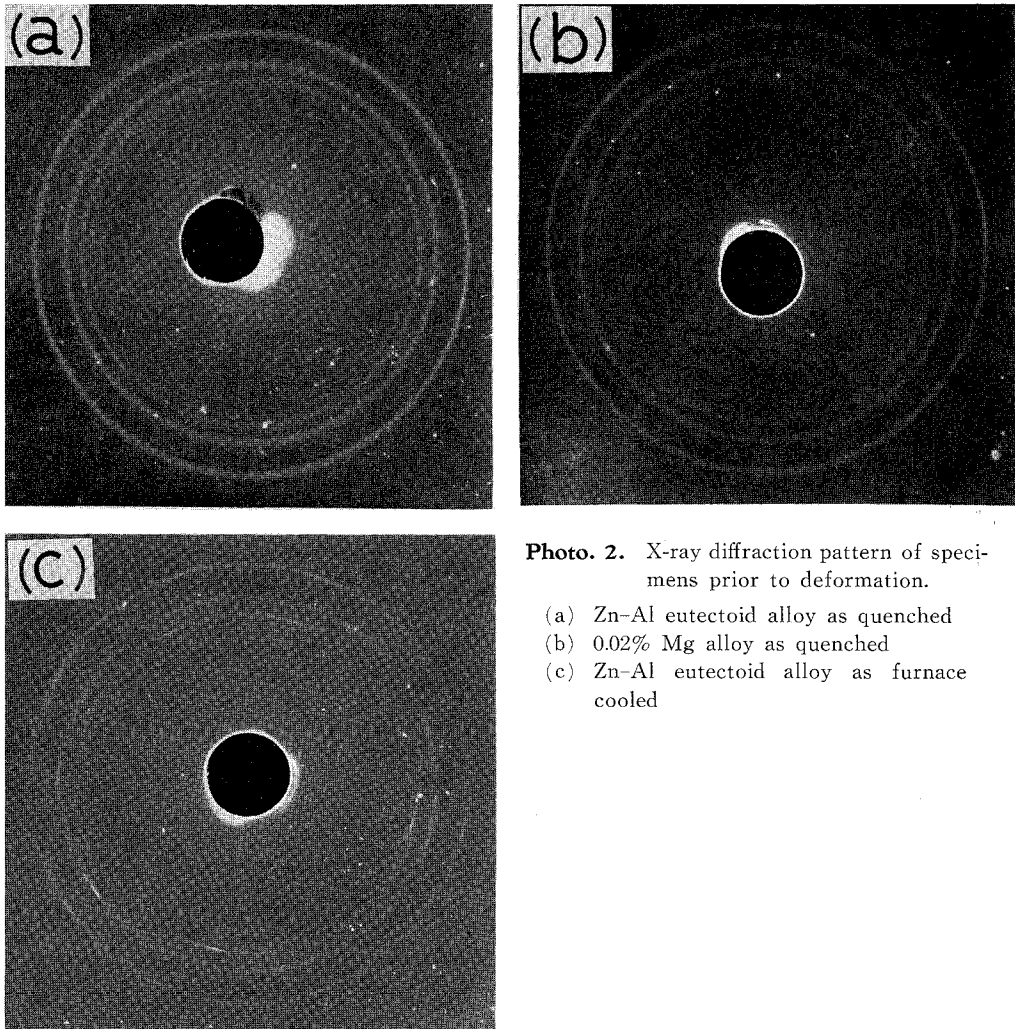 (a)
(b)
(c)
Photo. 2. X-ray diffraction pattern of speci-
mens prior to deformation.
(a) Zn-Al eutectoid alloy as quenched
(b) 0.02% Mg alloy as quenched
(c) Zn-Al eutectoid alloy as furnace
cooled